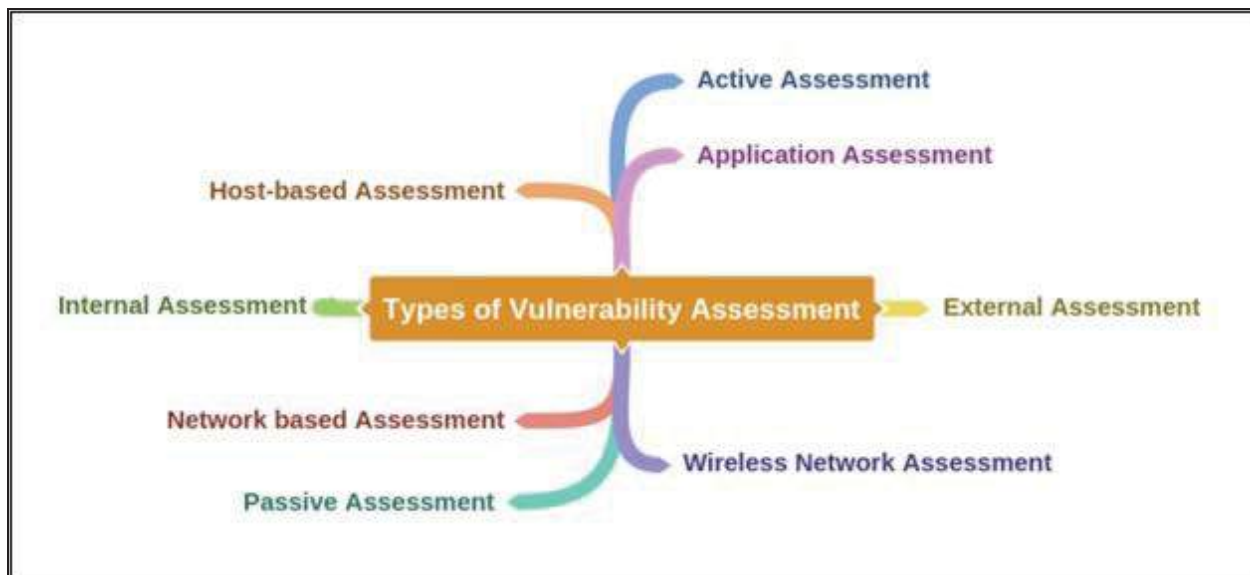 Active Assessment
Application Assessment
Host-based Assessment
Internal Assessment
Types of Vulnerability Assessment
External Assessment
Network based Assessment
Wireless Network Assessment
Passive Assessment